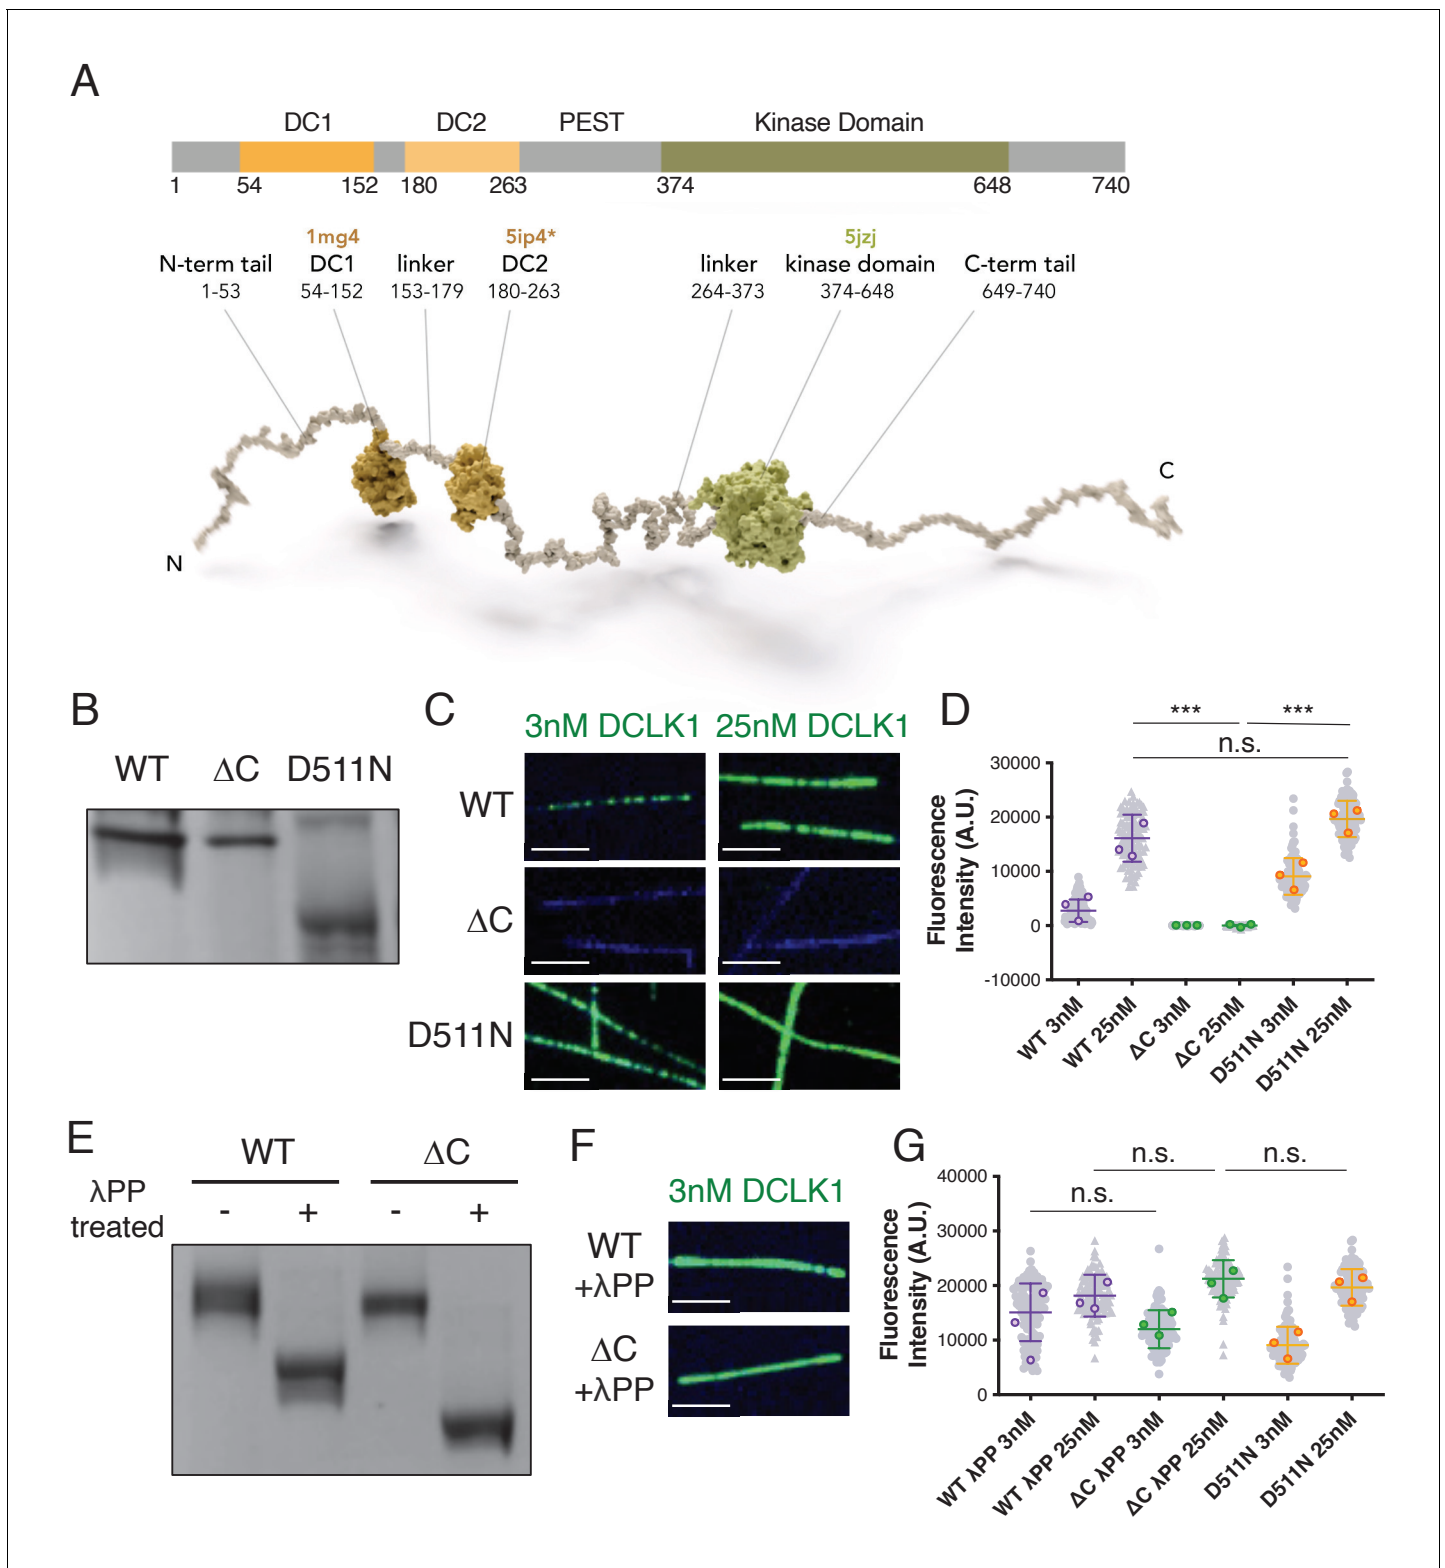 A
DC1 DC2 PEST Kinase Domain
1 54 152 180 263 374 648 740
1mg4 5ip4* 5jzj
N-term tail DC1 linker DC2 linker kinase domain C-term tail
1-53 54-152 153-179 180-263 264-373 374-648 649-740
N C
B
WT ΔC D511N
C
3nM DCLK1 25nM DCLK1
WT
ΔC
D511N
D
*** ***
n.s.
Fluorescence
Intensity (A.U.)
30000
20000
10000
0
-10000
WT 3nM
WT 25nM
ΔC 3nM
ΔC 25nM
D511N 3nM
D511N 25nM
E
WT ΔC
λPP
treated
- + - +
F
3nM DCLK1
WT
+λPP
ΔC
+λPP
G
n.s. n.s.
n.s.
Fluorescence
Intensity (A.U.)
40000
30000
20000
10000
0
WT λPP 3nM
WT λPP 25nM
ΔC λPP 3nM
ΔC λPP 25nM
D511N 3nM
D511N 25nM